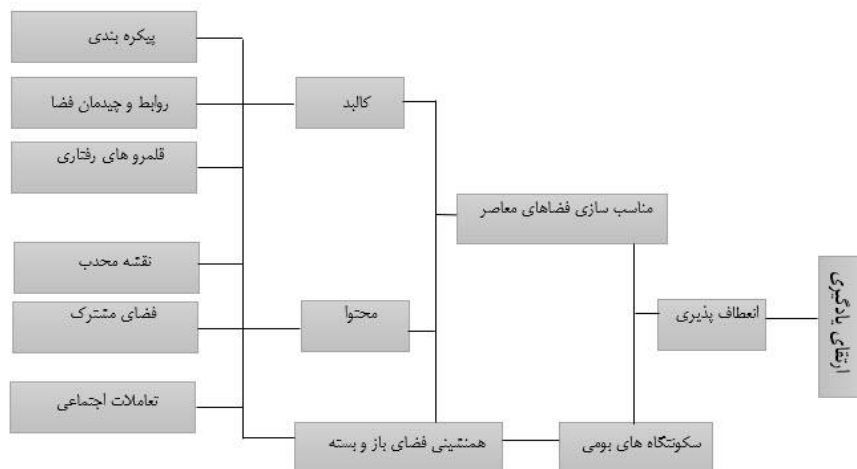 ارتقای یادگیری
انعطاف پذیری
مناسب سازی فضاهای معاصر
سکونتگاه های بومی
کالبد
محتوا
همنشینی فضای باز و بسته
پیکره بندی
روابط و چیدمان فضا
قلمرو های رفتاری
نقشه محدب
فضای مشترک
تعاملات اجتماعی